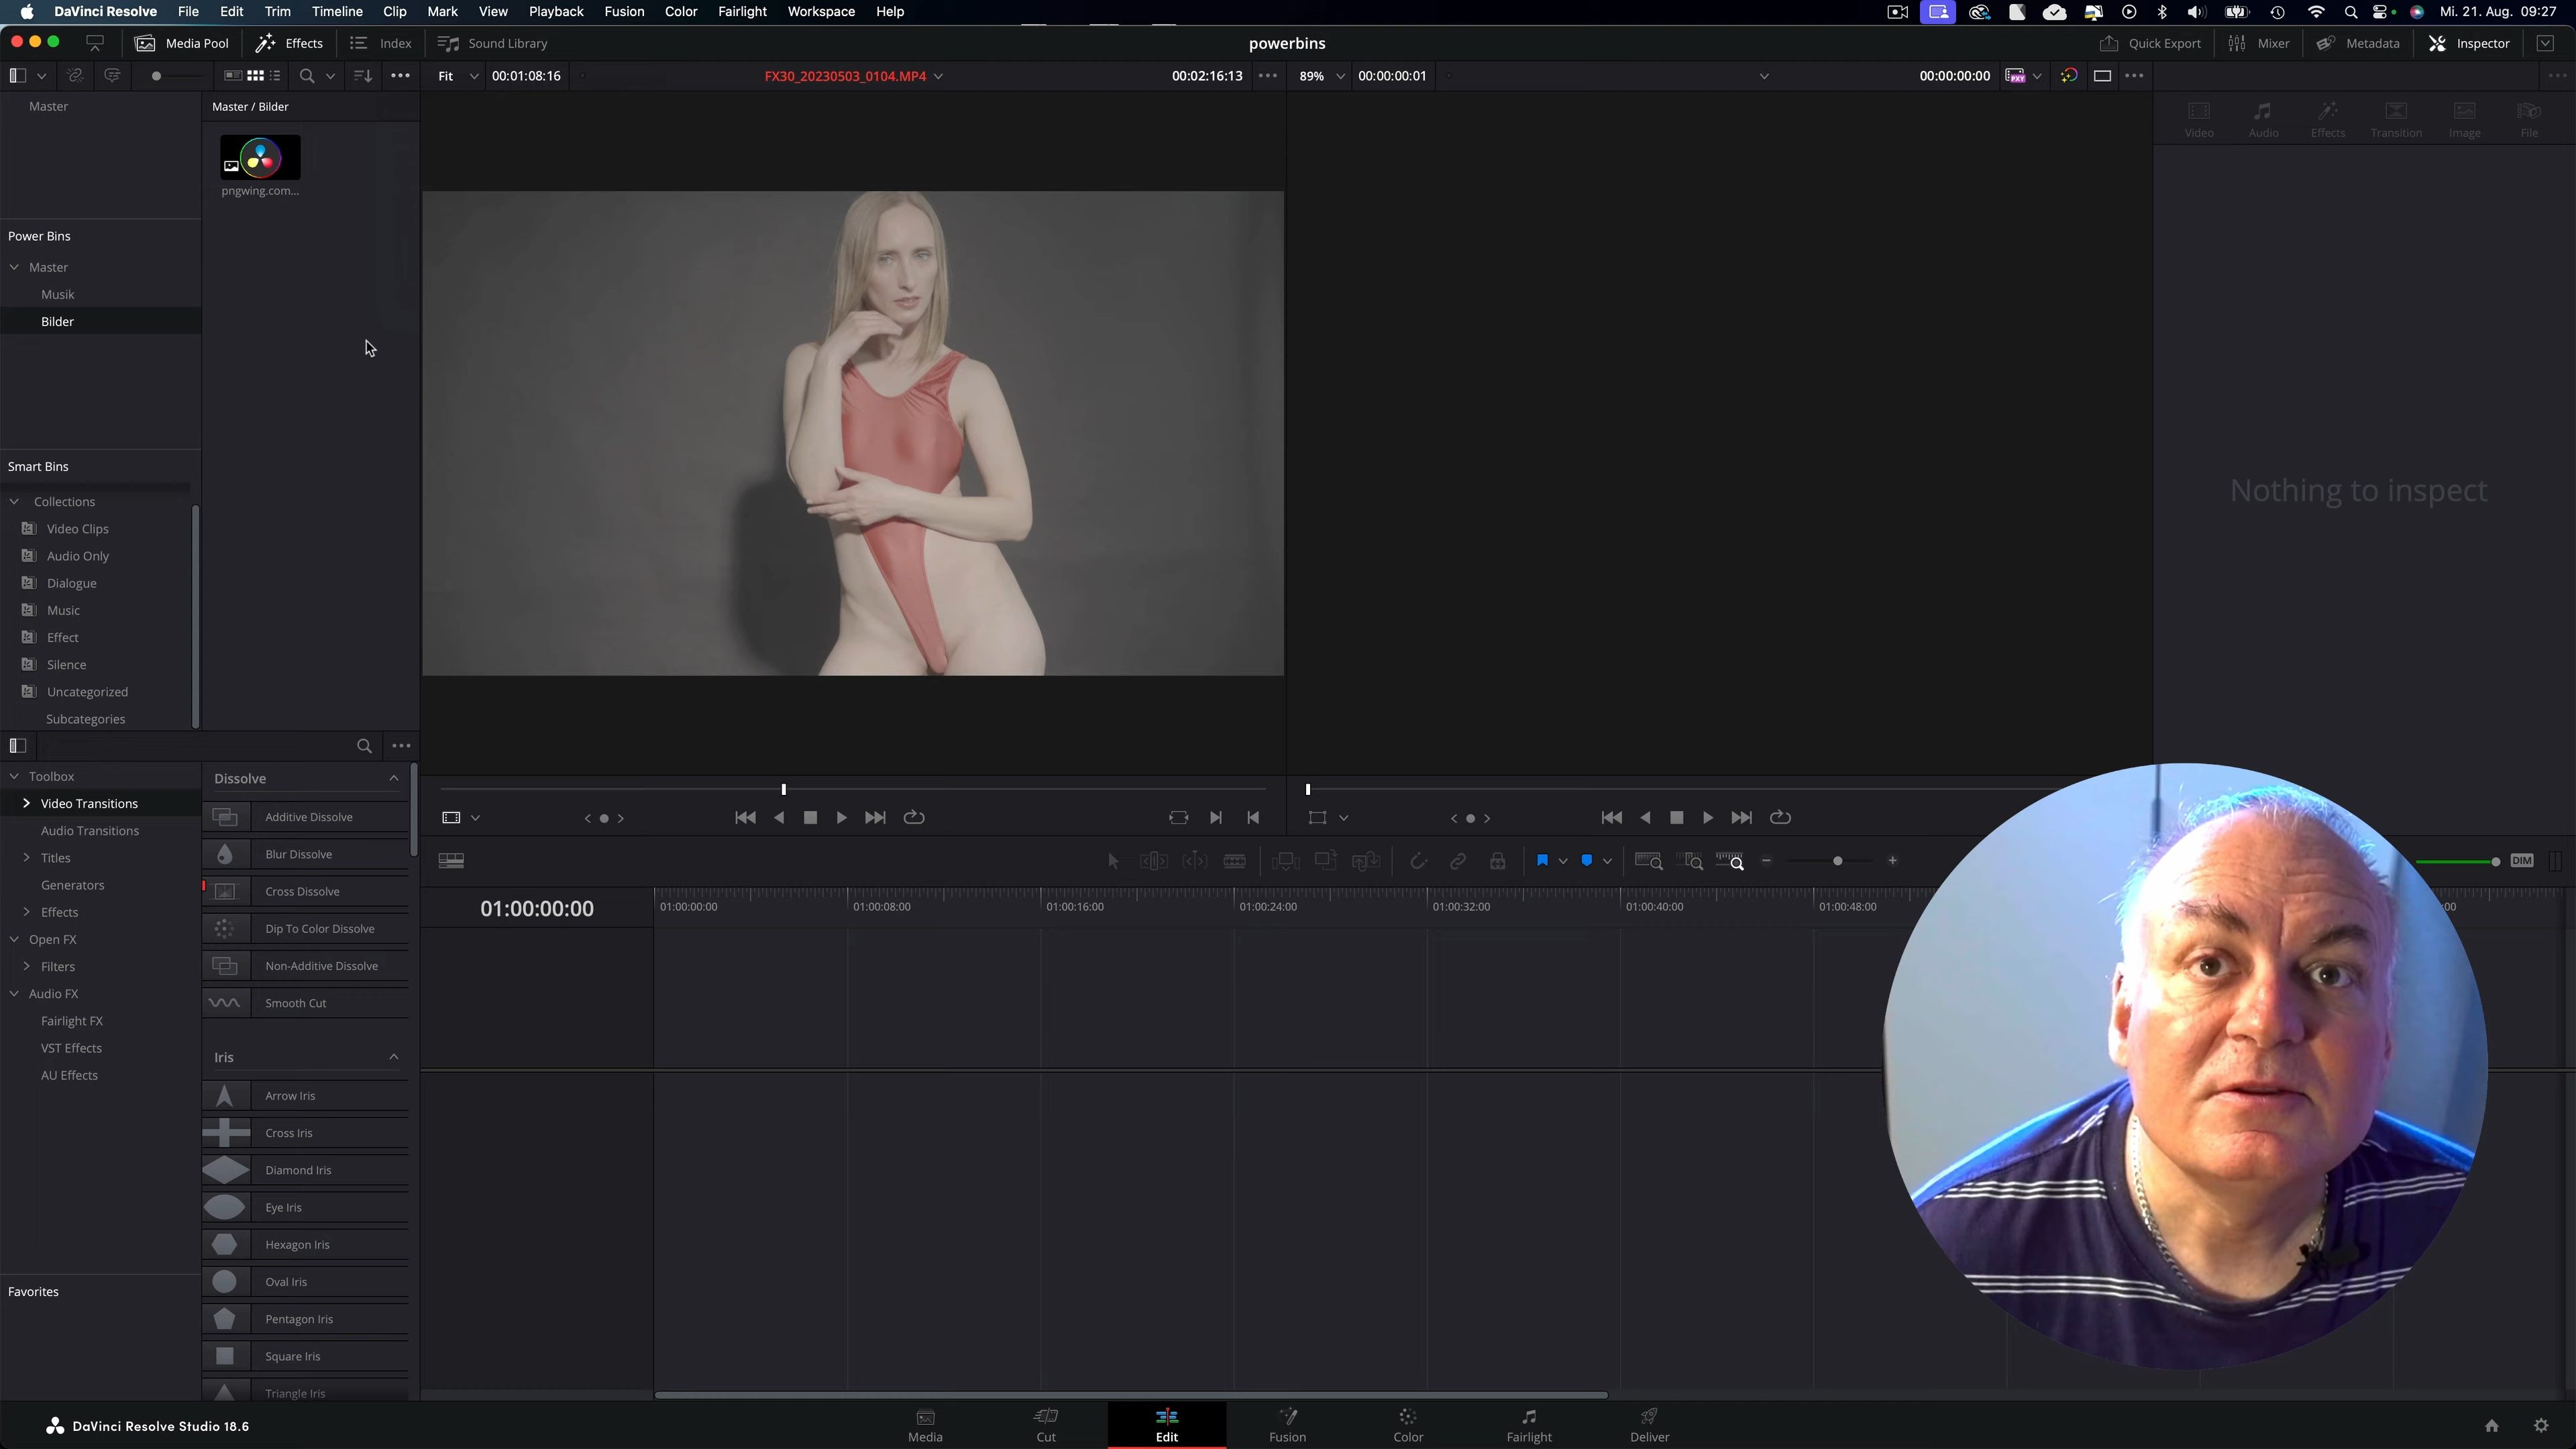 DaVinci Resolve File Edit Trim Timeline Clip Mark View Playback Fusion Color Fairlight Workspace Help Mi. 21. Aug. 09:27
Media Pool Effects Index Sound Library powerbins Quick Export Mixer Metadata Inspector
Fit 00:01:08:16 FX30_20230503_0104.MP4 00:02:16:13 89% 00:00:00:01 00:00:00:00
Master
Master / Bilder
Video Audio Effects Transition Image File
pngwing.com...
Power Bins
Master
Musik
Bilder
Smart Bins
Collections
Video Clips
Audio Only
Dialogue
Music
Effect
Silence
Uncategorized
Subcategories
Nothing to inspect
Toolbox
Video Transitions
Audio Transitions
Titles
Generators
Effects
Open FX
Filters
Audio FX
Fairlight FX
VST Effects
AU Effects
Favorites
Dissolve
Additive Dissolve
Blur Dissolve
Cross Dissolve
Dip To Color Dissolve
Non-Additive Dissolve
Smooth Cut
Iris
Arrow Iris
Cross Iris
Diamond Iris
Eye Iris
Hexagon Iris
Oval Iris
Pentagon Iris
Square Iris
Triangle Iris
DIM
01:00:00:00
01:00:00:00 01:00:08:00 01:00:16:00 01:00:24:00 01:00:32:00 01:00:40:00 01:00:48:00
DaVinci Resolve Studio 18.6
Media Cut Edit Fusion Color Fairlight Deliver